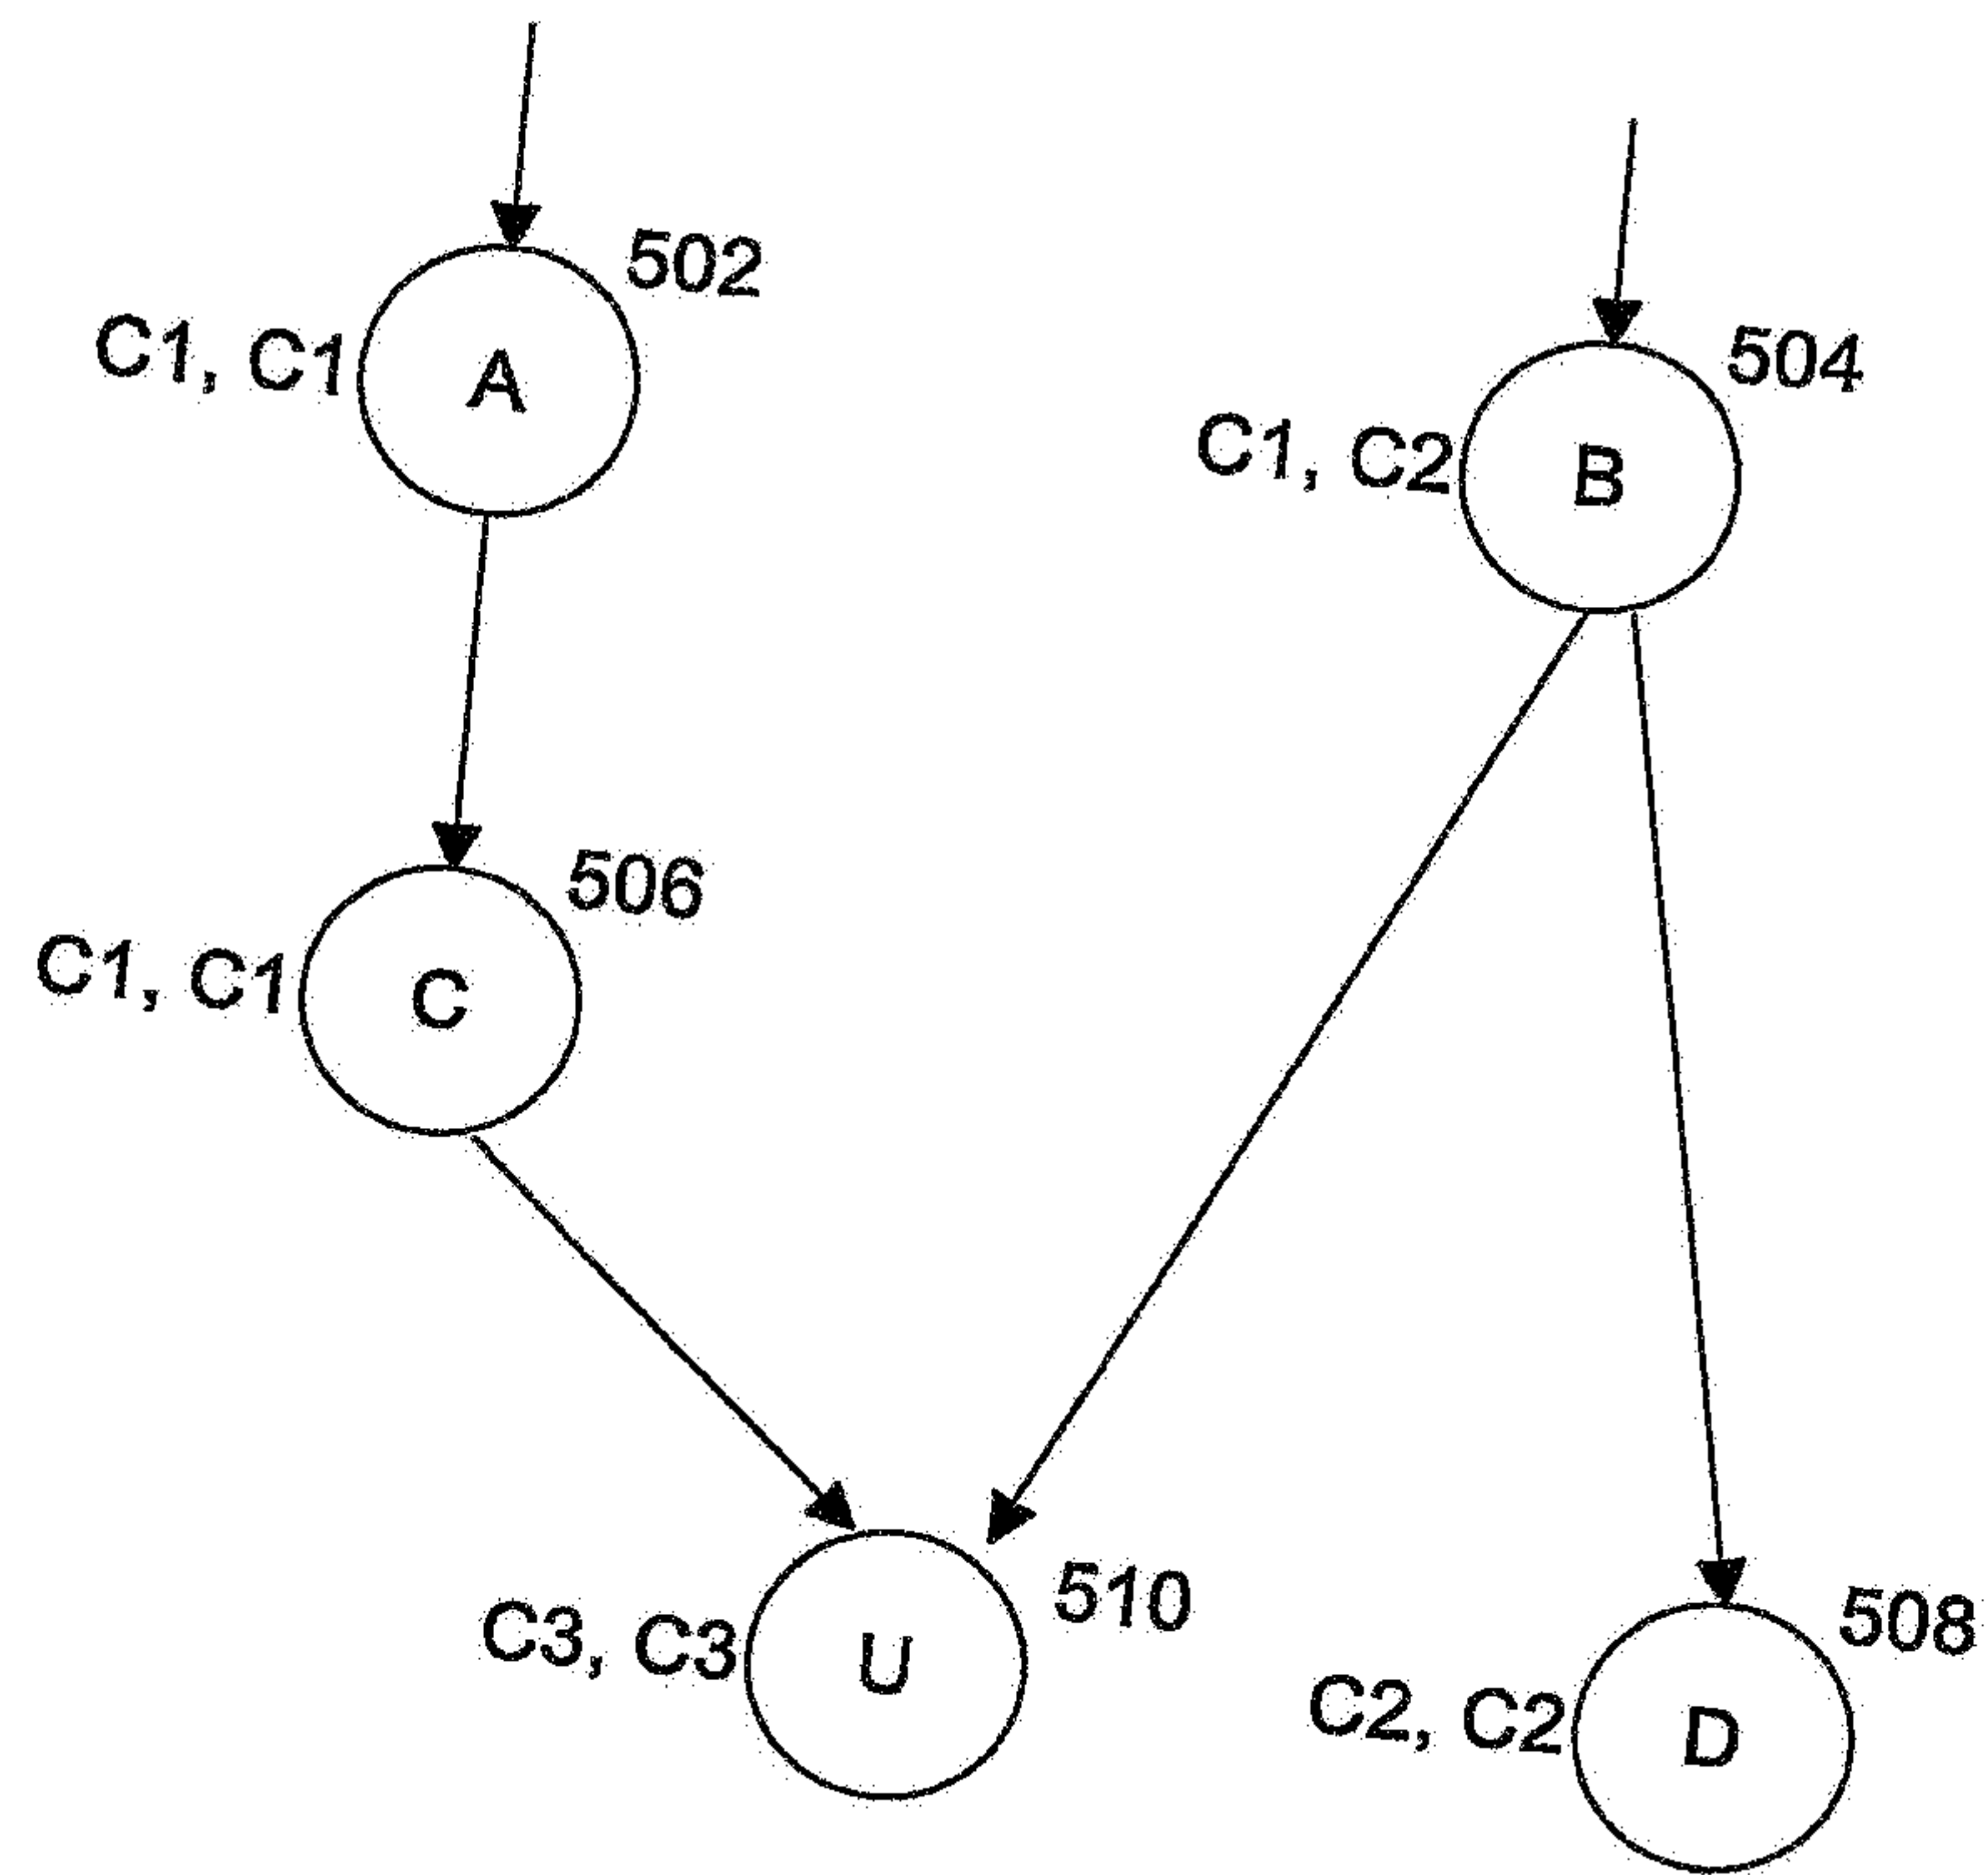 502
C1, C1 A
504
C1, C2 B
506
C1, C1 C
510
C3, C3 U
508
C2, C2 D